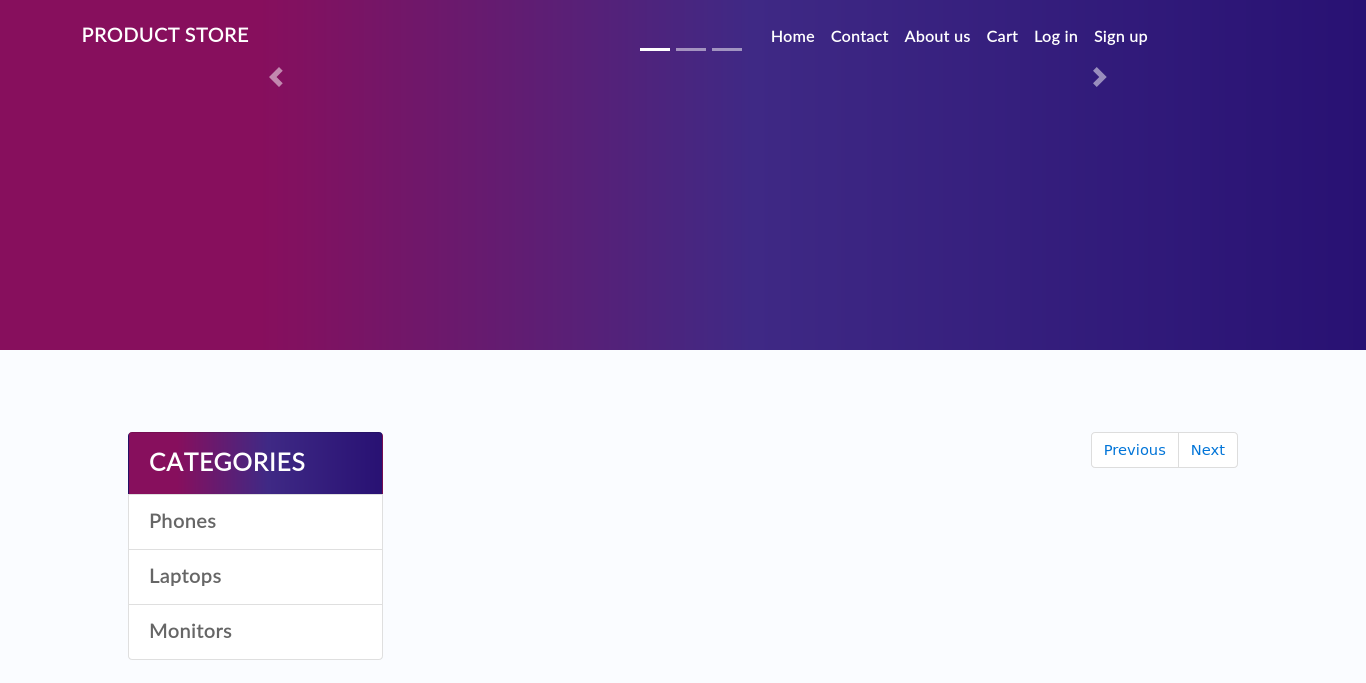 PRODUCT STORE
Home Contact About us Cart Log in Sign up
CATEGORIES
Phones
Laptops
Monitors
Previous Next